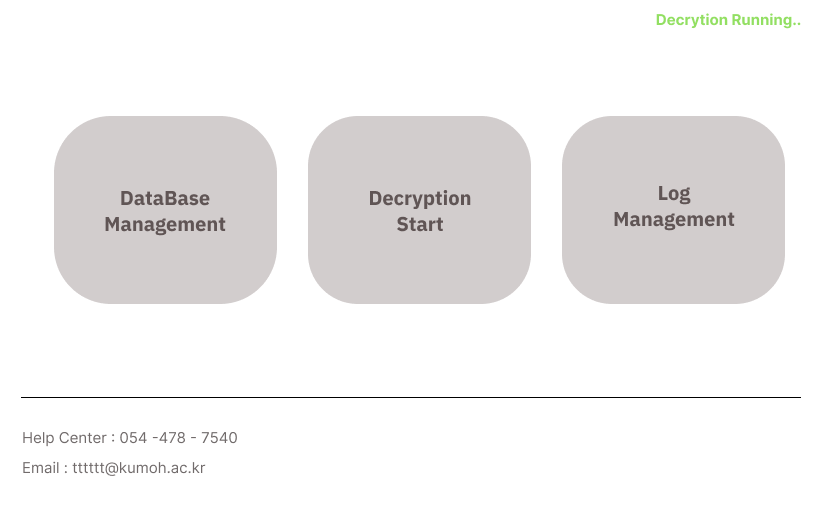 Decrytion Running..
DataBase
Management
Decryption
Start
Log
Management
Help Center : 054 -478 - 7540
Email : tttttt@kumoh.ac.kr